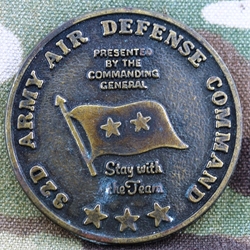 32D ARMY AIR DEFENSE COMMAND
PRESENTED
BY THE
COMMANDING
GENERAL
Stay with
the Team